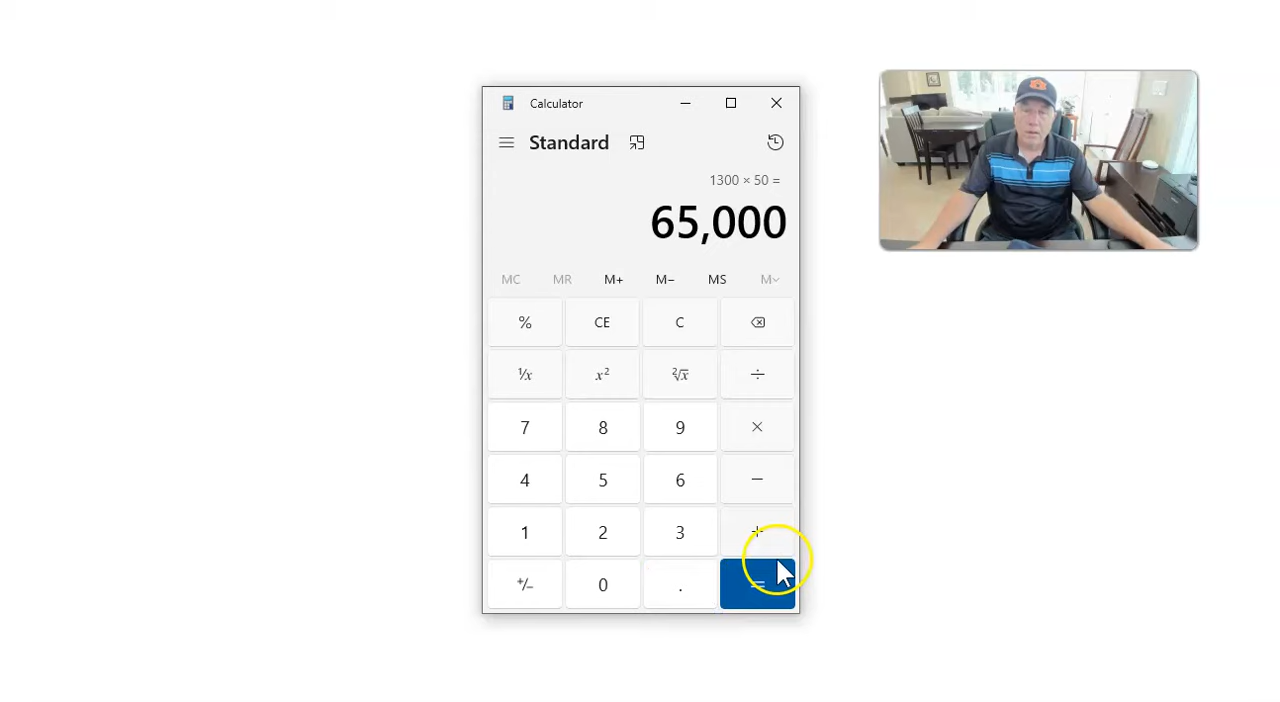 Calculator
Standard
1300 × 50 =
65,000
MC MR M+ M− MS M
% CE C
¹/x x² ²√x ÷
7 8 9 ×
4 5 6 −
1 2 3 +
+/− 0 . =